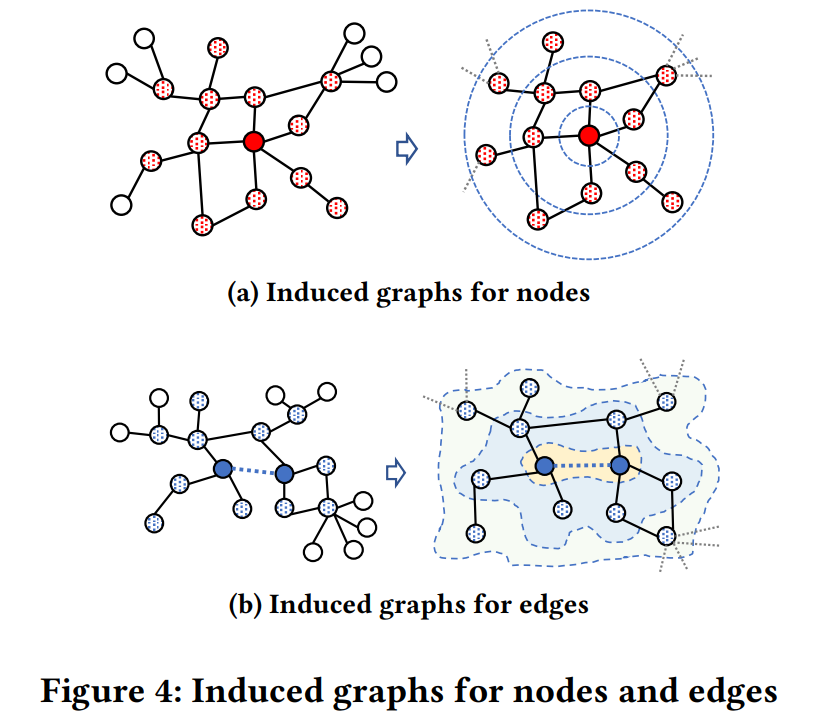 (a) Induced graphs for nodes
(b) Induced graphs for edges
Figure 4: Induced graphs for nodes and edges